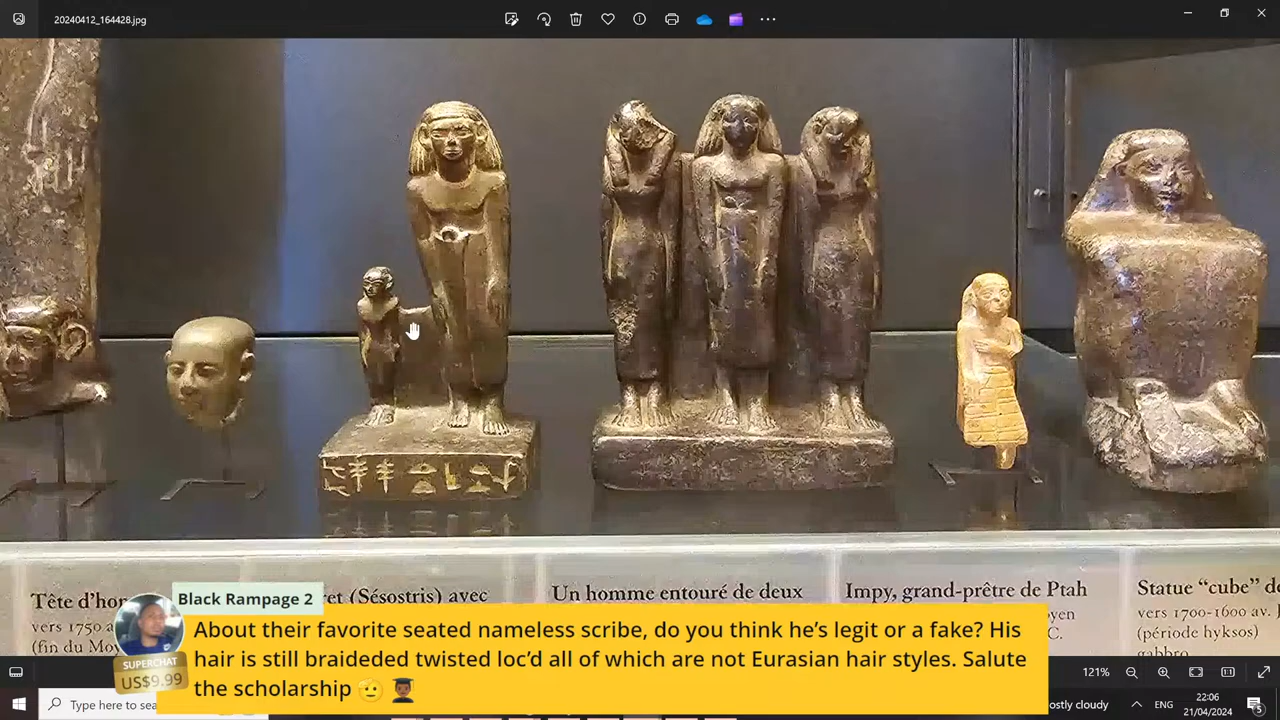 20240412_164428.jpg
Tête d'hom
vers 1750 a
(fin du Moy
ret (Sésostris) avec
Un homme entouré de deux
Impy, grand-prêtre de Ptah
oyen
C.
Statue "cube" de
vers 1700-1600 av.
(période hyksos)
gabbro
Black Rampage 2
About their favorite seated nameless scribe, do you think he's legit or a fake? His
hair is still braideded twisted loc'd all of which are not Eurasian hair styles. Salute
the scholarship 🫡 👨🏾‍🎓
SUPERCHAT
US$9.99
121%
Type here to sea
ostly cloudy
ENG
22:06
21/04/2024
5